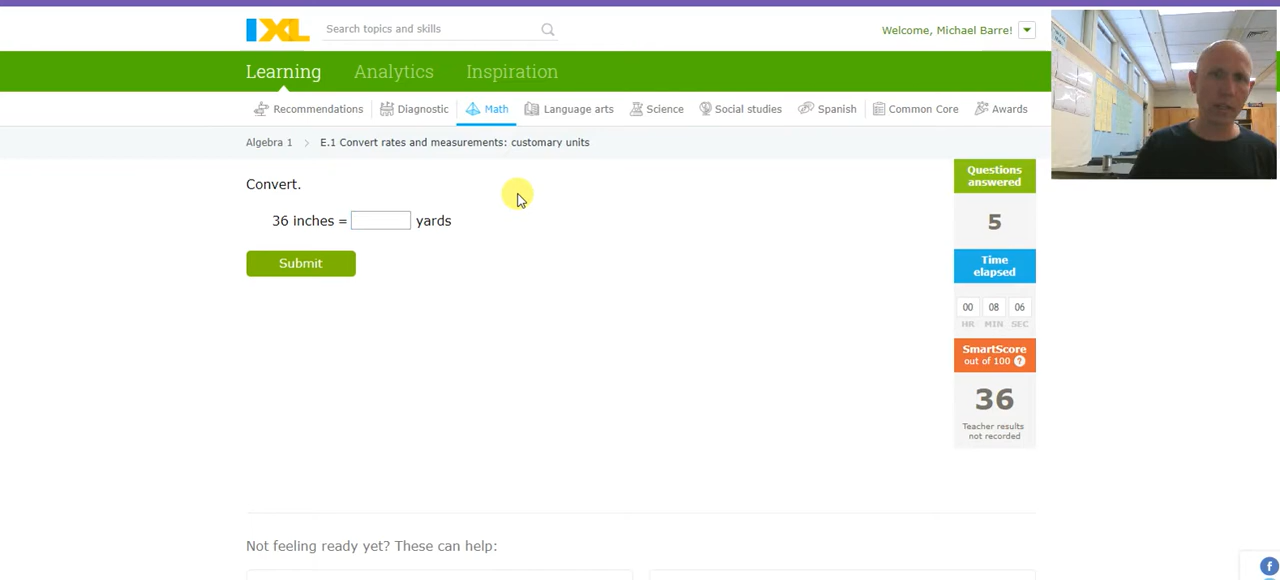 IXL
Search topics and skills
Welcome, Michael Barre!
Learning
Analytics
Inspiration
Recommendations
Diagnostic
Math
Language arts
Science
Social studies
Spanish
Common Core
Awards
Algebra 1 > E.1 Convert rates and measurements: customary units
Convert.
36 inches = yards
Submit
Questions
answered
5
Time
elapsed
00 08 06
HR MIN SEC
SmartScore
out of 100 ?
36
Teacher results
not recorded
Not feeling ready yet? These can help:
f